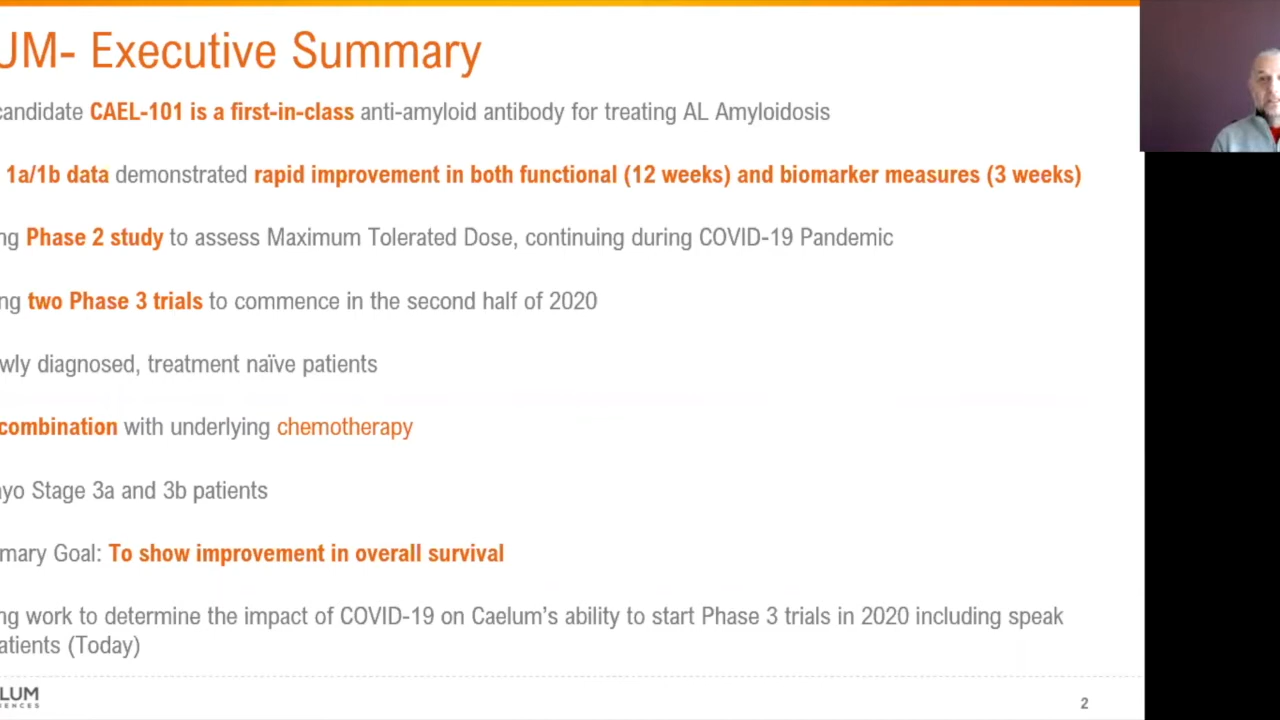 UM- Executive Summary
candidate CAEL-101 is a first-in-class anti-amyloid antibody for treating AL Amyloidosis
1a/1b data demonstrated rapid improvement in both functional (12 weeks) and biomarker measures (3 weeks)
ng Phase 2 study to assess Maximum Tolerated Dose, continuing during COVID-19 Pandemic
ng two Phase 3 trials to commence in the second half of 2020
wly diagnosed, treatment naïve patients
combination with underlying chemotherapy
yo Stage 3a and 3b patients
mary Goal: To show improvement in overall survival
ng work to determine the impact of COVID-19 on Caelum’s ability to start Phase 3 trials in 2020 including speak
atients (Today)
LUM
ENCES
2